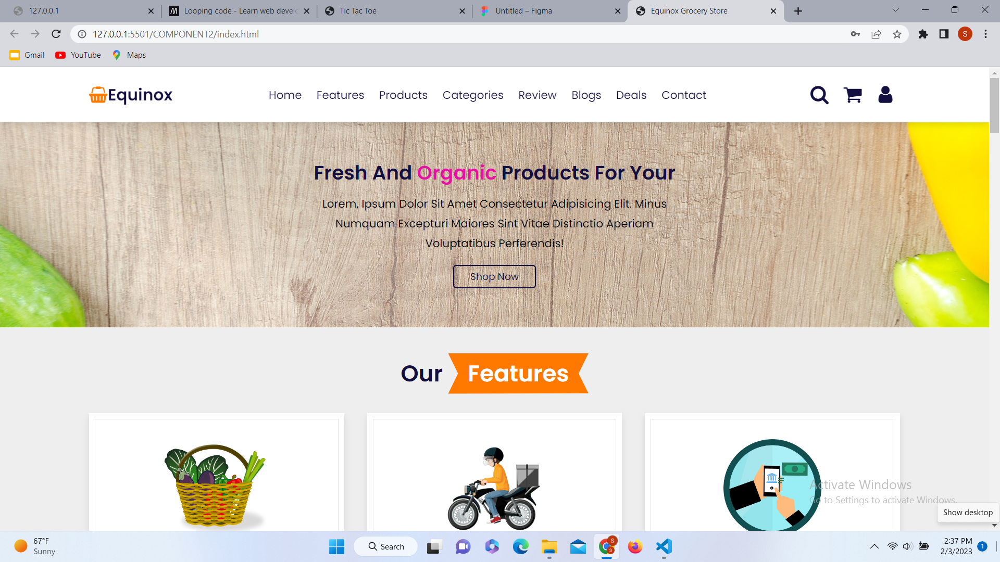 127.0.0.1
Looping code - Learn web develo
Tic Tac Toe
Untitled – Figma
Equinox Grocery Store
127.0.0.1:5501/COMPONENT2/index.html
S
Gmail
YouTube
Maps
Equinox
Home
Features
Products
Categories
Review
Blogs
Deals
Contact
Fresh And Organic Products For Your
Lorem, Ipsum Dolor Sit Amet Consectetur Adipisicing Elit. Minus
Numquam Excepturi Maiores Sint Vitae Distinctio Aperiam
Voluptatibus Perferendis!
Shop Now
Our Features
Activate Windows
Go to Settings to activate Windows.
Show desktop
67°F
Sunny
Search
S
S
2:37 PM
2/3/2023
1